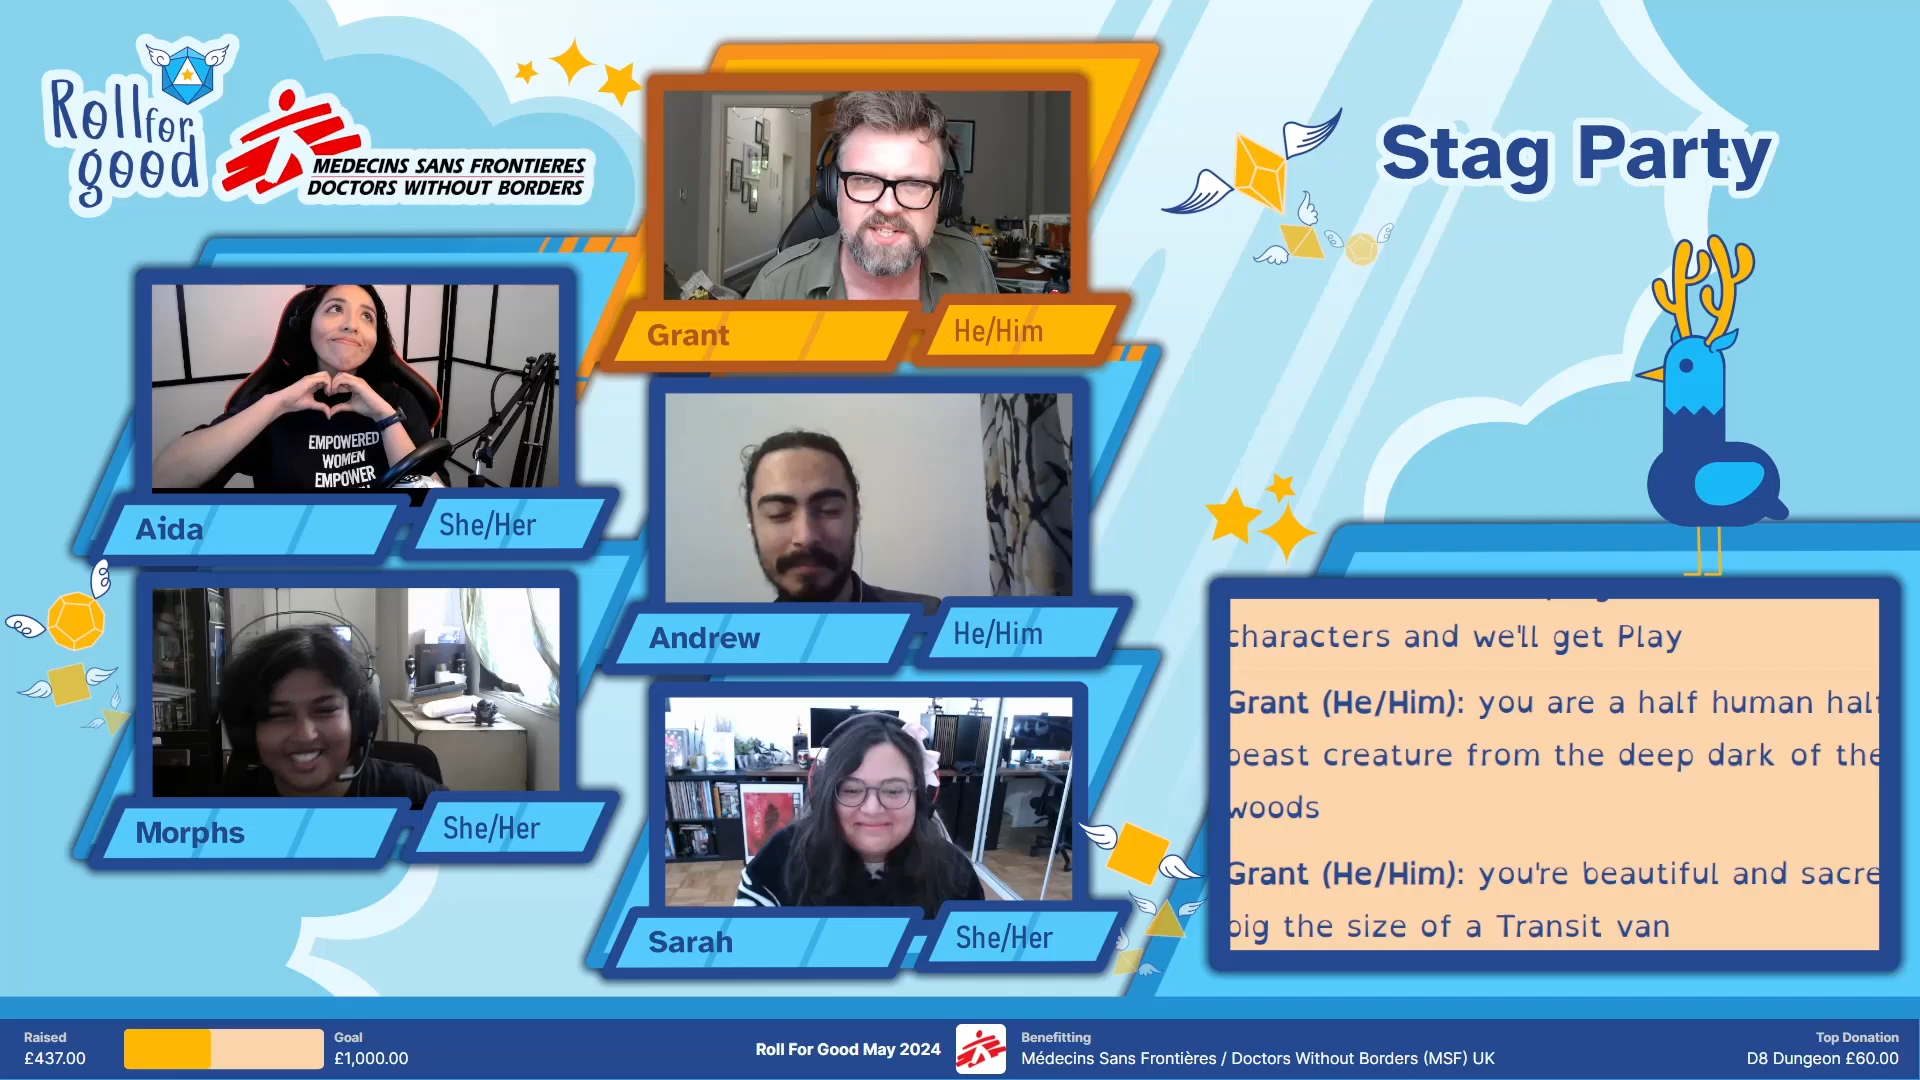 Roll for
good
MEDECINS SANS FRONTIERES
DOCTORS WITHOUT BORDERS
Stag Party
Grant
He/Him
EMPOWERED
WOMEN
EMPOWER
Aida
She/Her
Andrew
He/Him
Morphs
She/Her
Sarah
She/Her
characters and we'll get Play
Grant (He/Him): you are a half human half
beast creature from the deep dark of the
woods
Grant (He/Him): you're beautiful and sacre
big the size of a Transit van
Raised
£437.00
Goal
£1,000.00
Roll For Good May 2024
Benefitting
Médecins Sans Frontières / Doctors Without Borders (MSF) UK
Top Donation
D8 Dungeon £60.00